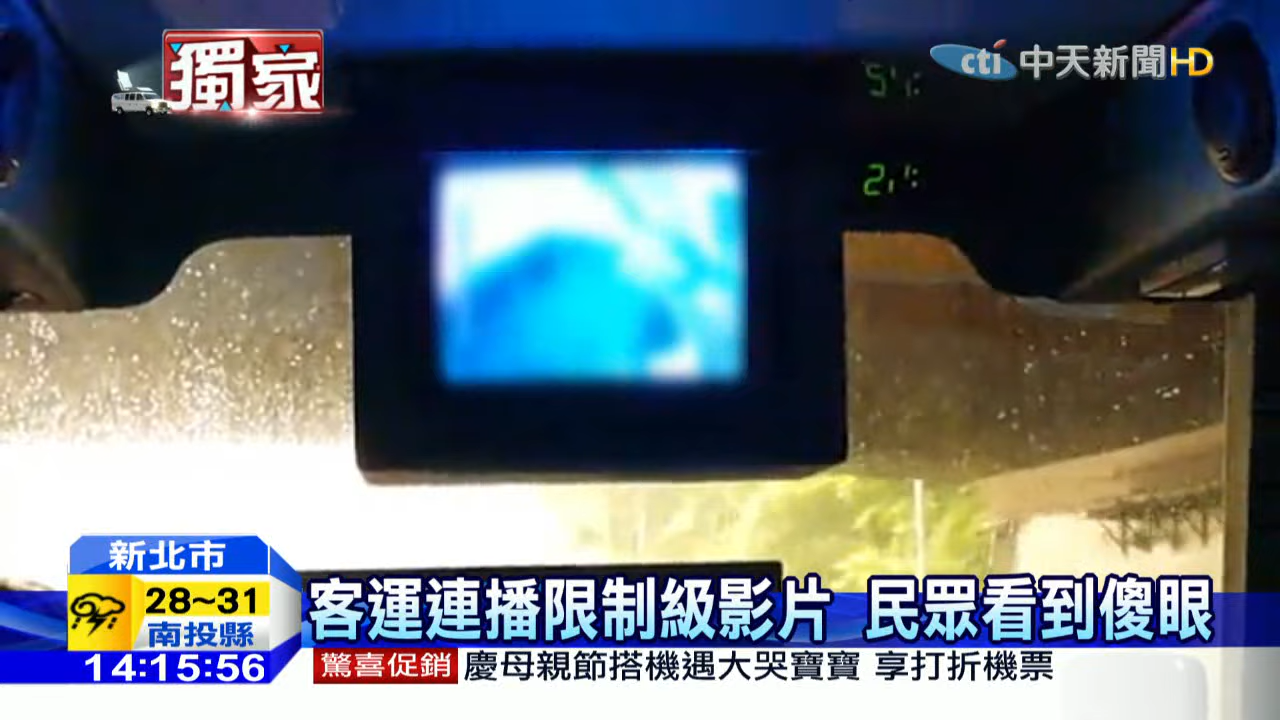 獨家
cti 中天新聞HD
新北市
28~31
南投縣
14:15:56
客運連播限制級影片 民眾看到傻眼
驚喜促銷 慶母親節搭機遇大哭寶寶 享打折機票